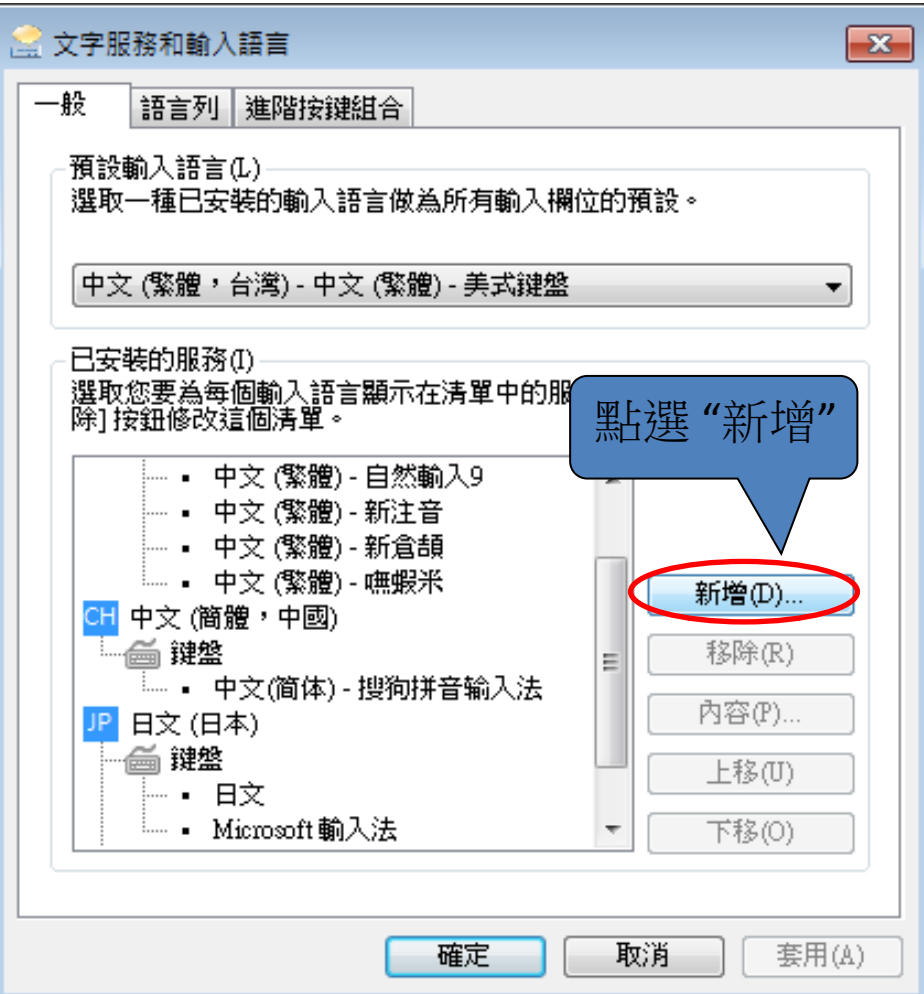 文字服務和輸入語言
一般 語言列 進階按鍵組合
預設輸入語言(L)
選取一種已安裝的輸入語言做為所有輸入欄位的預設。
中文 (繁體，台灣) - 中文 (繁體) - 美式鍵盤
已安裝的服務(I)
選取您要為每個輸入語言顯示在清單中的服
除] 按鈕修改這個清單。
點選 “新增”
中文 (繁體) - 自然輸入9
中文 (繁體) - 新注音
中文 (繁體) - 新倉頡
中文 (繁體) - 嘸蝦米
CH 中文 (簡體，中國)
鍵盤
中文(简体) - 搜狗拼音输入法
JP 日文 (日本)
鍵盤
日文
Microsoft 輸入法
新增(D)...
移除(R)
內容(P)...
上移(U)
下移(O)
確定 取消 套用(A)